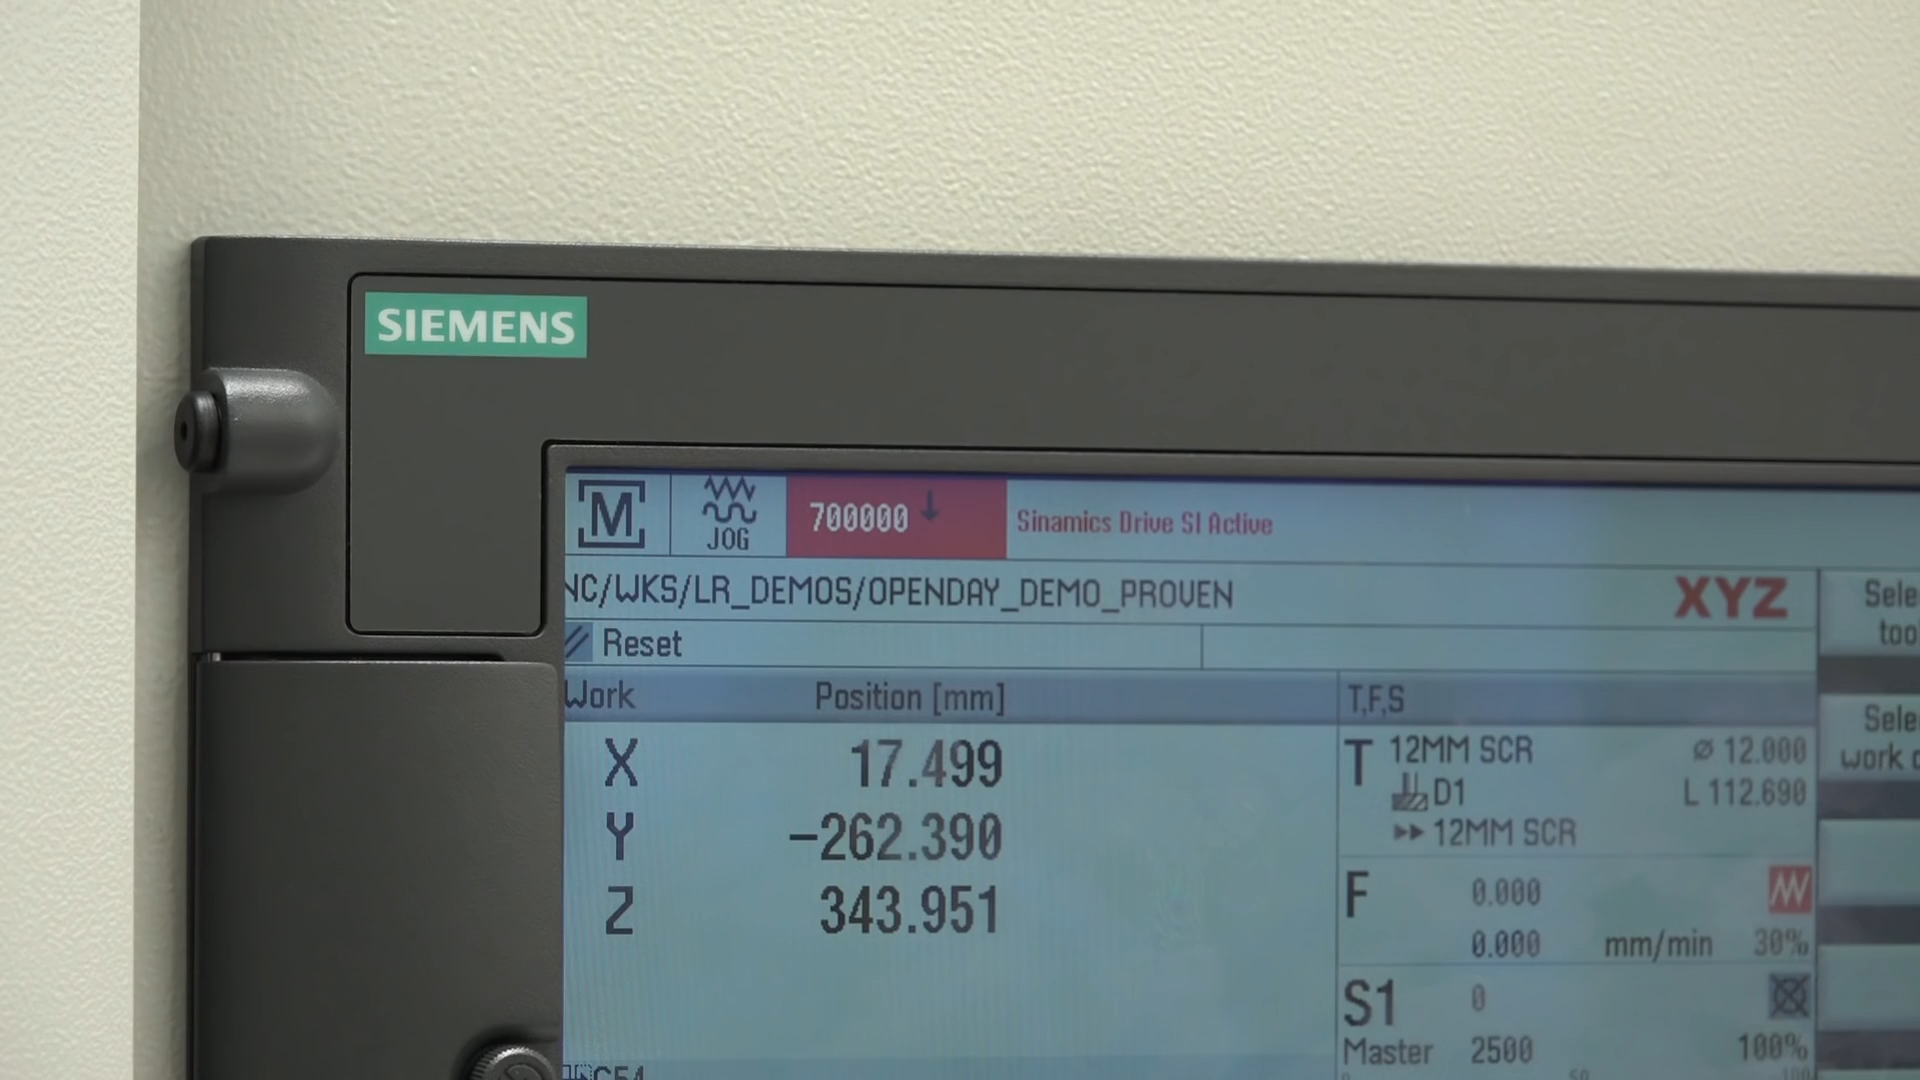 SIEMENS
M
JOG
700000 ↓
Sinamics Drive SI Active
NC/WKS/LR_DEMOS/OPENDAY_DEMO_PROVEN
XYZ
Reset
Work Position [mm]
X 17.499
Y -262.390
Z 343.951
T,F,S
T 12MM SCR ø 12.000
D1 L 112.690
12MM SCR
F 0.000
0.000 mm/min 30%
S1 0
Master 2500 100%
Sele
too
Sele
work
G54